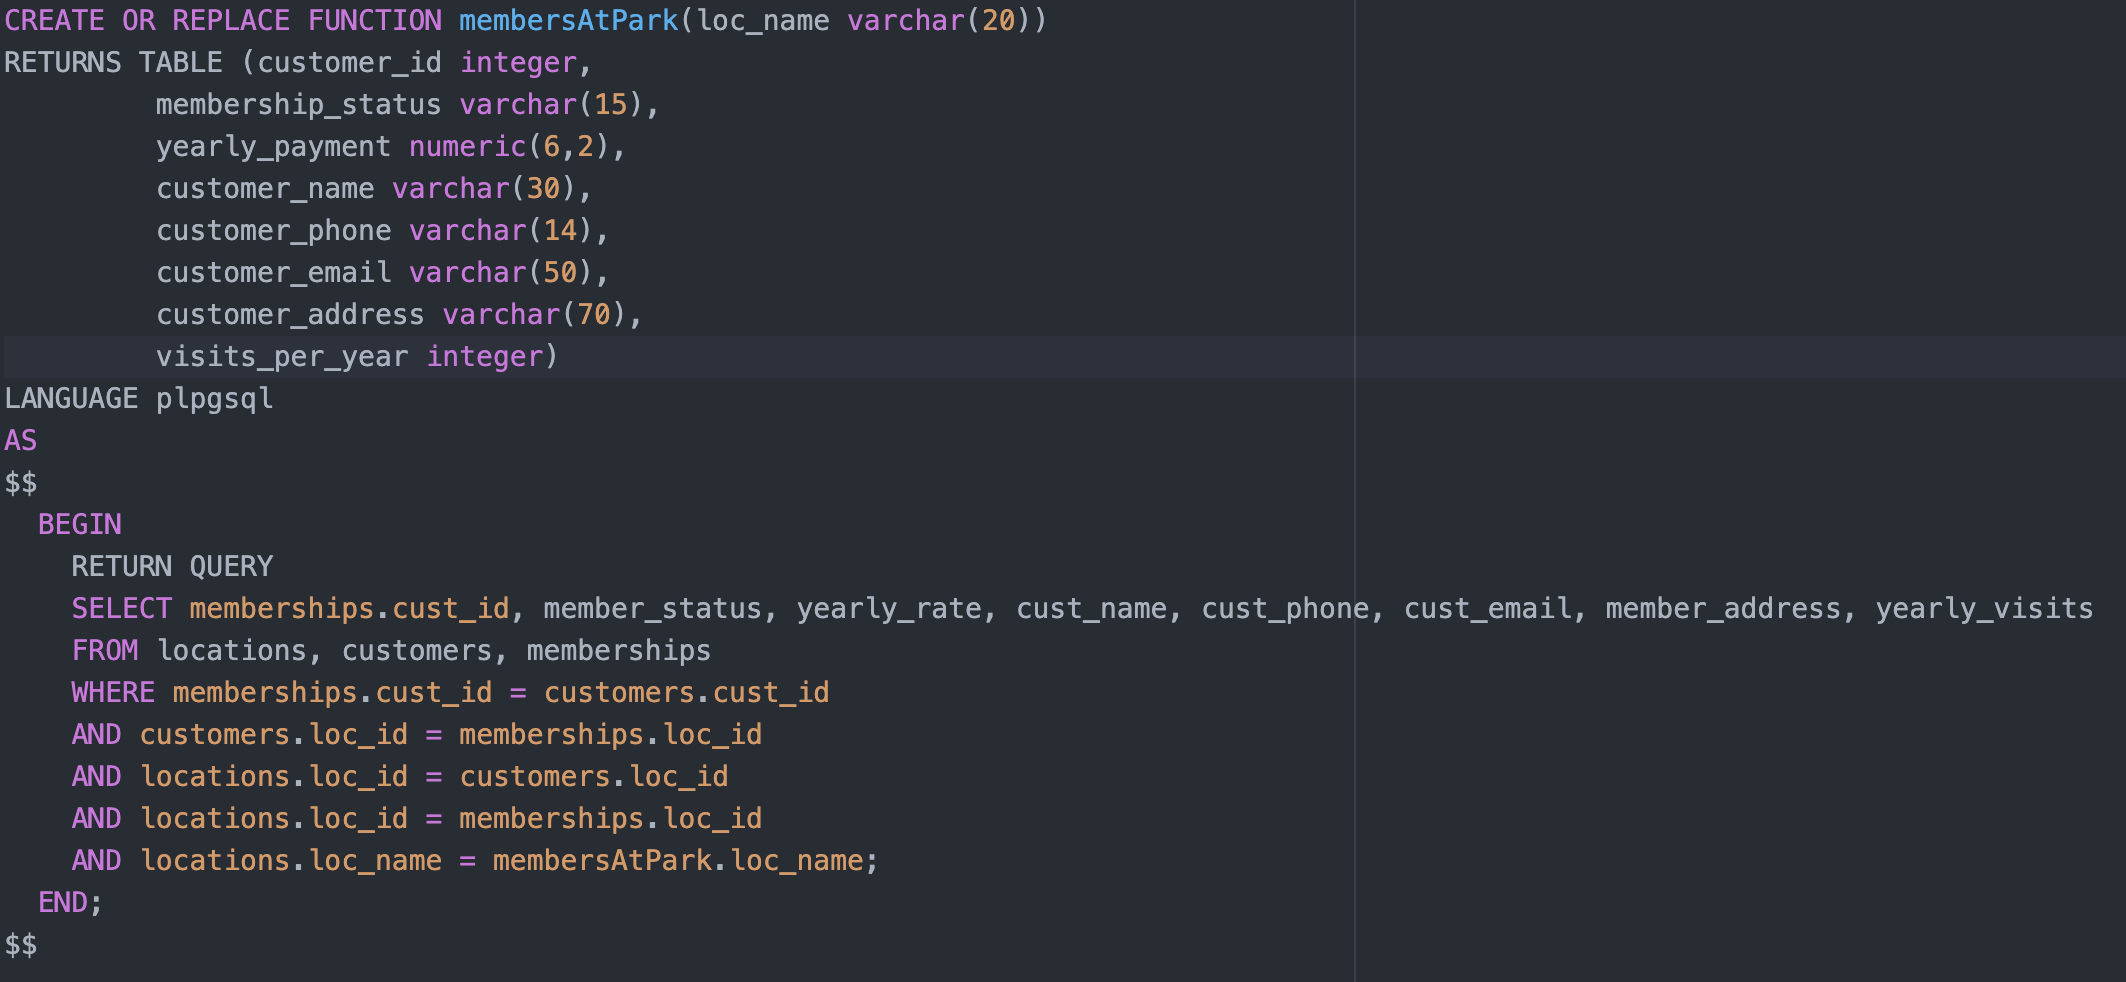 CREATE OR REPLACE FUNCTION membersAtPark(loc_name varchar(20))
RETURNS TABLE (customer_id integer,
         membership_status varchar(15),
         yearly_payment numeric(6,2),
         customer_name varchar(30),
         customer_phone varchar(14),
         customer_email varchar(50),
         customer_address varchar(70),
         visits_per_year integer)
LANGUAGE plpgsql
AS
$$
  BEGIN
    RETURN QUERY
    SELECT memberships.cust_id, member_status, yearly_rate, cust_name, cust_phone, cust_email, member_address, yearly_visits
    FROM locations, customers, memberships
    WHERE memberships.cust_id = customers.cust_id
    AND customers.loc_id = memberships.loc_id
    AND locations.loc_id = customers.loc_id
    AND locations.loc_id = memberships.loc_id
    AND locations.loc_name = membersAtPark.loc_name;
  END;
$$